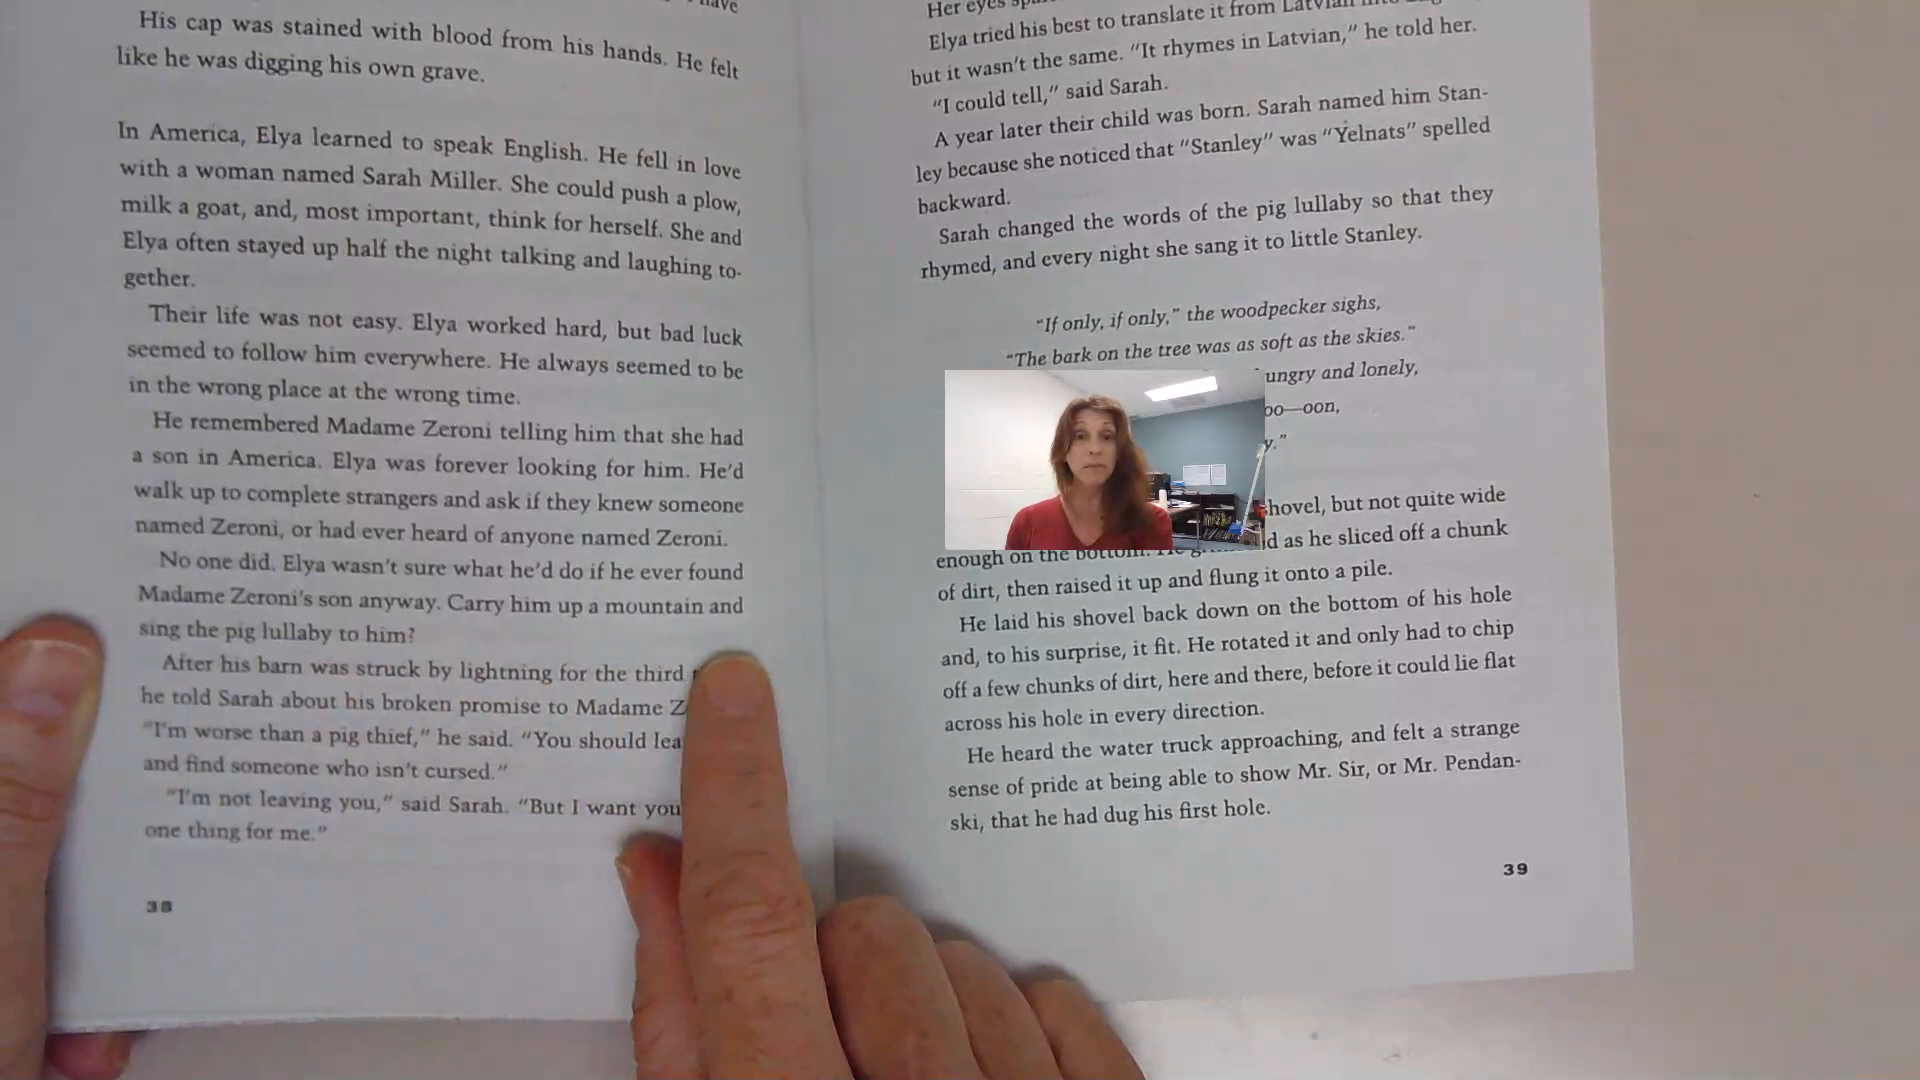 have
His cap was stained with blood from his hands. He felt
like he was digging his own grave.
In America, Elya learned to speak English. He fell in love
with a woman named Sarah Miller. She could push a plow,
milk a goat, and, most important, think for herself. She and
Elya often stayed up half the night talking and laughing to-
gether.
Their life was not easy. Elya worked hard, but bad luck
seemed to follow him everywhere. He always seemed to be
in the wrong place at the wrong time.
He remembered Madame Zeroni telling him that she had
a son in America. Elya was forever looking for him. He'd
walk up to complete strangers and ask if they knew someone
named Zeroni, or had ever heard of anyone named Zeroni.
No one did. Elya wasn't sure what he'd do if he ever found
Madame Zeroni's son anyway. Carry him up a mountain and
sing the pig lullaby to him?
After his barn was struck by lightning for the third
he told Sarah about his broken promise to Madame
"I'm worse than a pig thief," he said. "You should
and find someone who isn't cursed."
"I'm not leaving you," said Sarah. "But I want you
one thing for me."
38
Her eyes
Elya tried his best to translate it from Latvian
but it wasn't the same. "It rhymes in Latvian," he told her.
"I could tell," said Sarah.
A year later their child was born. Sarah named him Stan-
ley because she noticed that "Stanley" was "Yelnats" spelled
backward.
Sarah changed the words of the pig lullaby so that they
rhymed, and every night she sang it to little Stanley.
"If only, if only," the woodpecker sighs,
"The bark on the tree was as soft as the skies."
ungry and lonely,
oo—oon,
y."
shovel, but not quite wide
enough on the bottom. He as he sliced off a chunk
of dirt, then raised it up and flung it onto a pile.
He laid his shovel back down on the bottom of his hole
and, to his surprise, it fit. He rotated it and only had to chip
off a few chunks of dirt, here and there, before it could lie flat
across his hole in every direction.
He heard the water truck approaching, and felt a strange
sense of pride at being able to show Mr. Sir, or Mr. Pendan-
ski, that he had dug his first hole.
39